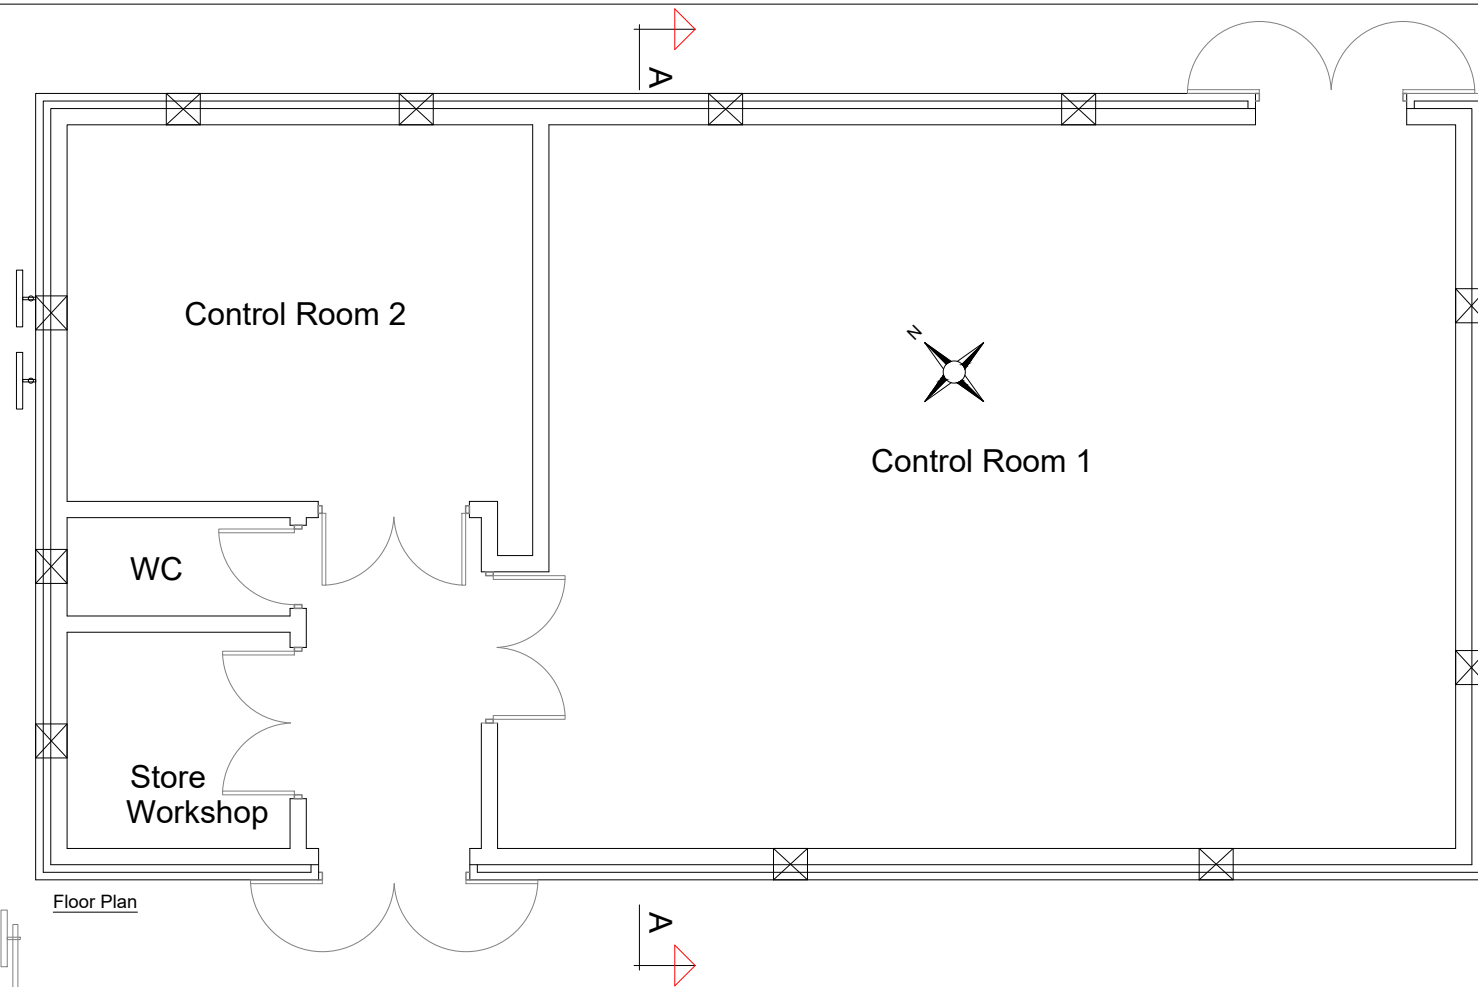 A
Control Room 2
N
Control Room 1
WC
Store
Workshop
Floor Plan
A